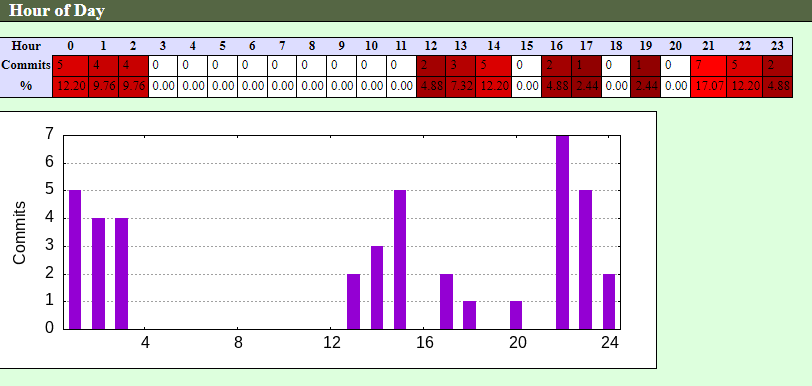 Hour of Day
Hour 0 1 2 3 4 5 6 7 8 9 10 11 12 13 14 15 16 17 18 19 20 21 22 23
Commits 5 4 4 0 0 0 0 0 0 0 0 0 2 3 5 0 2 1 0 1 0 7 5 2
% 12.20 9.76 9.76 0.00 0.00 0.00 0.00 0.00 0.00 0.00 0.00 0.00 4.88 7.32 12.20 0.00 4.88 2.44 0.00 2.44 0.00 17.07 12.20 4.88
7
6
5
4
3
2
1
0
Commits
4 8 12 16 20 24